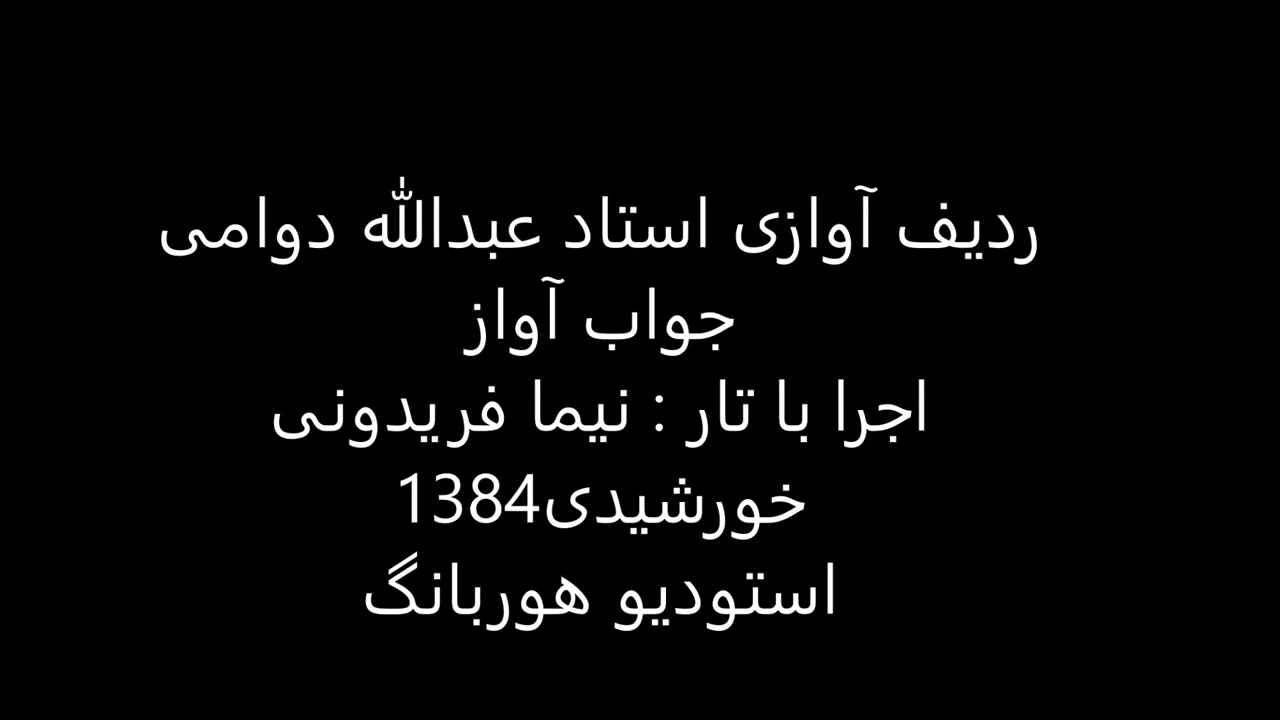 ردیف آوازی استاد عبدالله دوامی
جواب آواز
اجرا با تار : نیما فریدونی
خورشیدی1384
استودیو هوربانگ